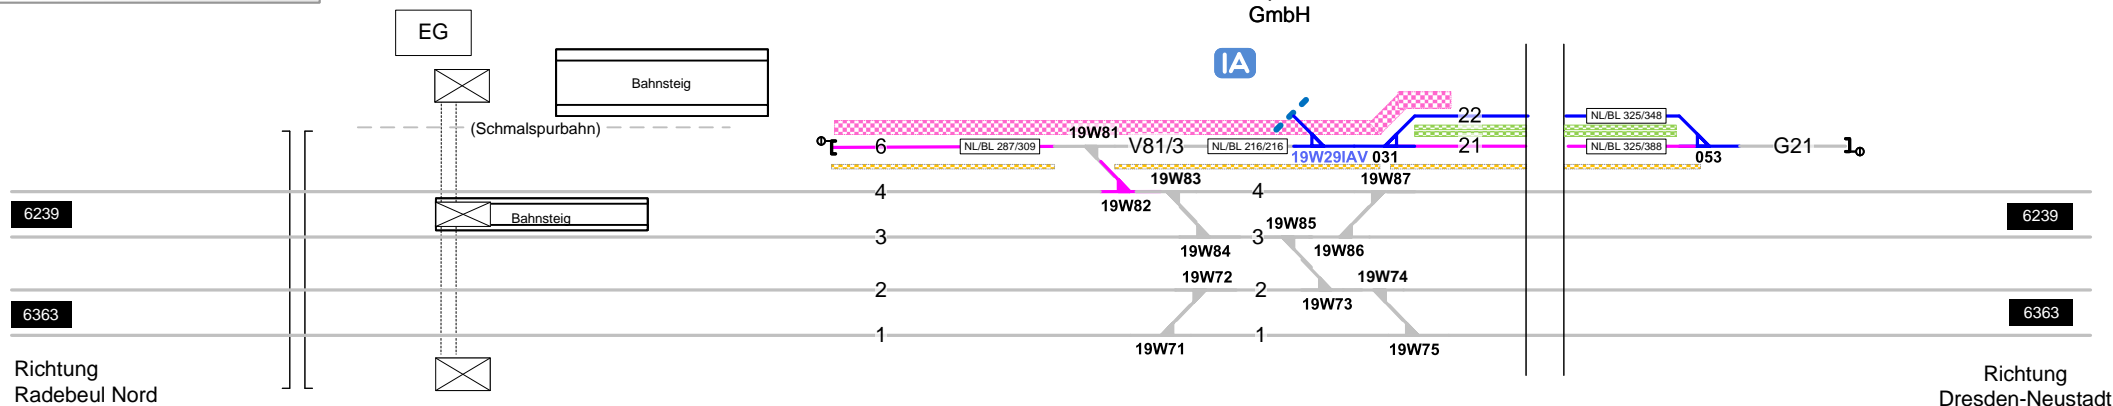 GmbH
EG
IA
Bahnsteig
(Schmalspurbahn)
22
NL/BL 325/348
19W81
6
NL/BL 287/309
V81/3
NL/BL 216/216
21
NL/BL 325/388
G21
19W29IAV
031
053
19W83
19W87
4
4
19W82
6239
Bahnsteig
6239
19W85
3
3
19W84
19W86
19W72
19W74
2
2
19W73
6363
6363
1
1
19W71
19W75
Richtung
Radebeul Nord
Richtung
Dresden-Neustadt